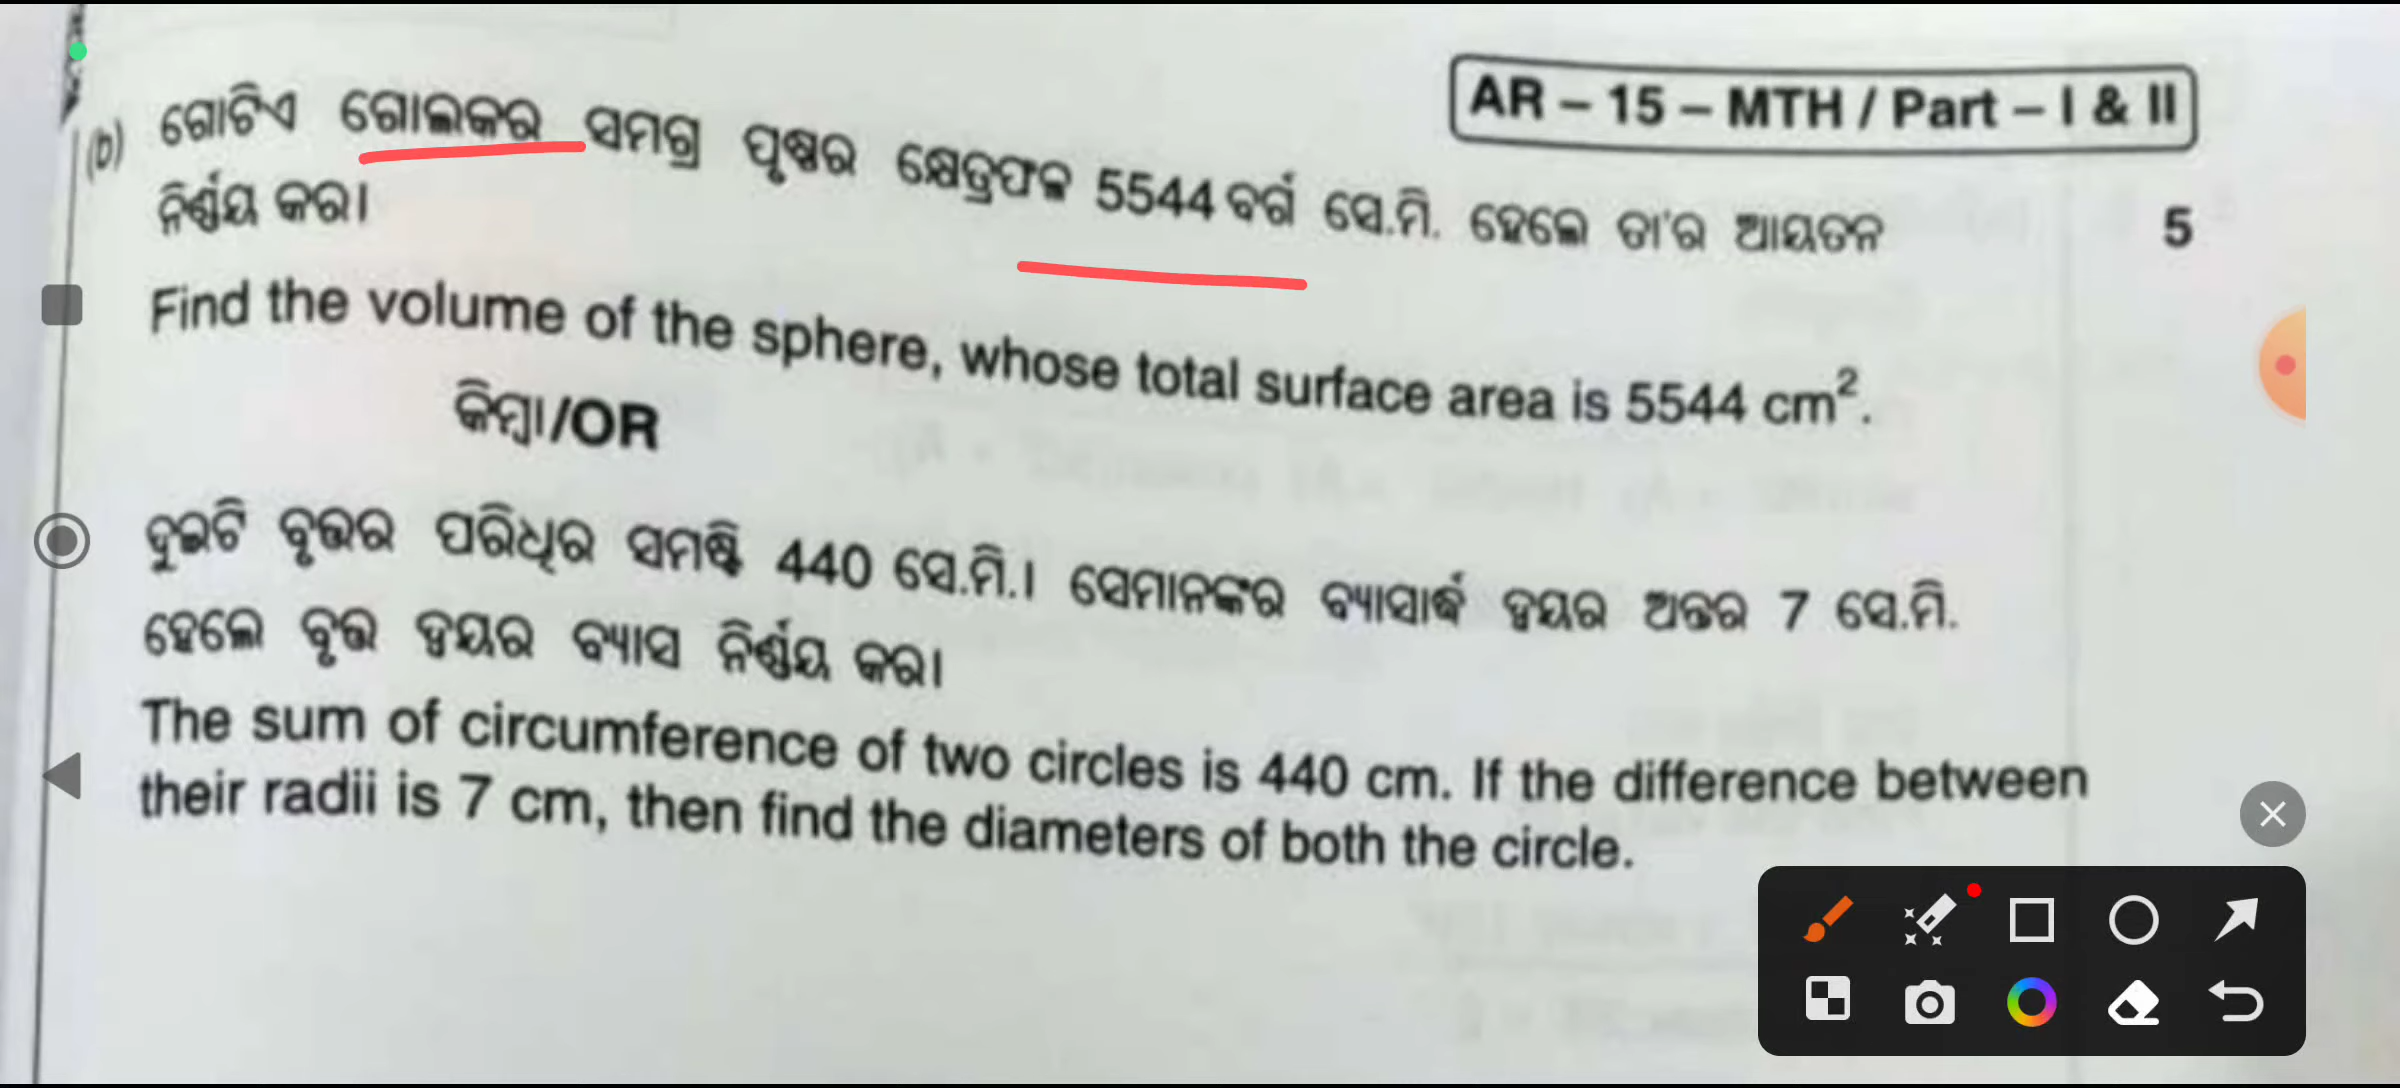 AR – 15 – MTH / Part – I & II
(b) ଗୋଟିଏ ଗୋଲକର ସମଗ୍ର ପୃଷ୍ଠର କ୍ଷେତ୍ରଫଳ 5544 ବର୍ଗ ସେ.ମି. ହେଲେ ତା'ର ଆୟତନ 5
ନିର୍ଣ୍ଣୟ କର।
Find the volume of the sphere, whose total surface area is 5544 cm².
କିମ୍ବା/OR
ଦୁଇଟି ବୃତ୍ତର ପରିଧିର ସମଷ୍ଟି 440 ସେ.ମି.। ସେମାନଙ୍କର ବ୍ୟାସାର୍ଦ୍ଧ ଦ୍ୱୟର ଅନ୍ତର 7 ସେ.ମି.
ହେଲେ ବୃତ୍ତ ଦ୍ୱୟର ବ୍ୟାସ ନିର୍ଣ୍ଣୟ କର।
The sum of circumference of two circles is 440 cm. If the difference between
their radii is 7 cm, then find the diameters of both the circle.